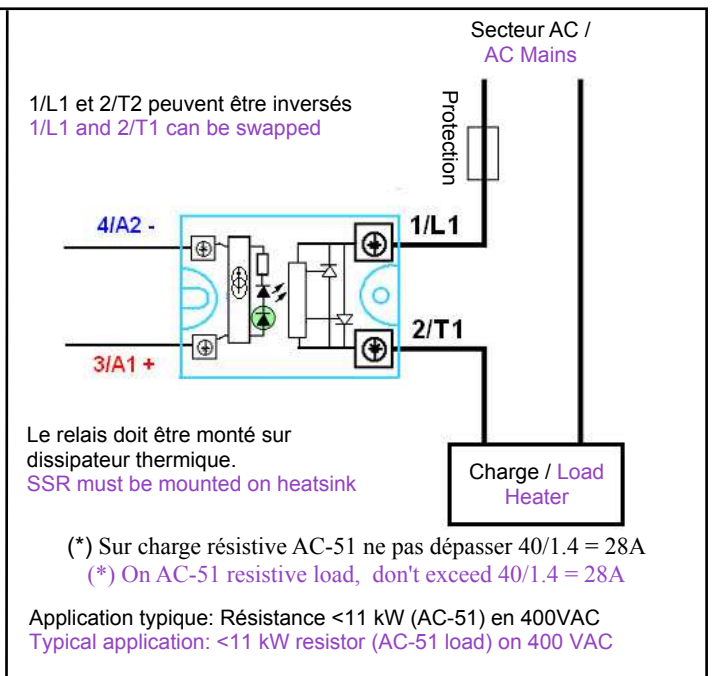 Secteur AC /
AC Mains
1/L1 et 2/T2 peuvent être inversés
1/L1 and 2/T1 can be swapped
Protection
4/A2 -
1/L1
2/T1
3/A1 +
Le relais doit être monté sur
dissipateur thermique.
SSR must be mounted on heatsink
Charge / Load
Heater
(*) Sur charge résistive AC-51 ne pas dépasser 40/1.4 = 28A
(*) On AC-51 resistive load, don't exceed 40/1.4 = 28A
Application typique: Résistance <11 kW (AC-51) en 400VAC
Typical application: <11 kW resistor (AC-51 load) on 400 VAC